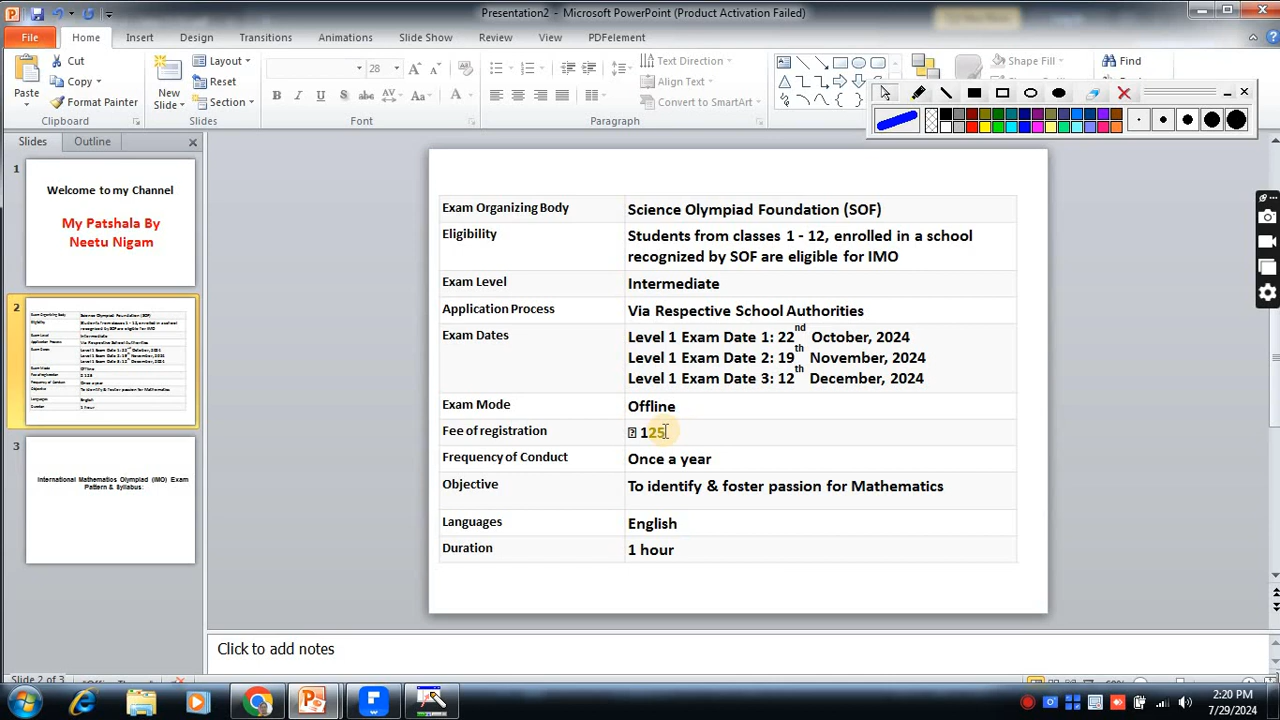 Presentation2 - Microsoft PowerPoint (Product Activation Failed)
File Home Insert Design Transitions Animations Slide Show Review View PDFelement
Paste
Cut
Copy
Format Painter
Clipboard
New Slide
Layout
Reset
Section
Slides
28
B I U S abc AV Aa A
Font
Paragraph
Text Direction
Align Text
Convert to SmartArt
Shape Fill
Find
Slides Outline
1
Welcome to my Channel
My Patshala By
Neetu Nigam
2
3
International Mathematics Olympiad (IMO) Exam
Pattern & Syllabus:
Exam Organizing Body Science Olympiad Foundation (SOF)
Eligibility Students from classes 1 - 12, enrolled in a school
recognized by SOF are eligible for IMO
Exam Level Intermediate
Application Process Via Respective School Authorities
Exam Dates Level 1 Exam Date 1: 22nd October, 2024
Level 1 Exam Date 2: 19th November, 2024
Level 1 Exam Date 3: 12th December, 2024
Exam Mode Offline
Fee of registration 125
Frequency of Conduct Once a year
Objective To identify & foster passion for Mathematics
Languages English
Duration 1 hour
Click to add notes
Slide 2 of 3
2:20 PM
7/29/2024